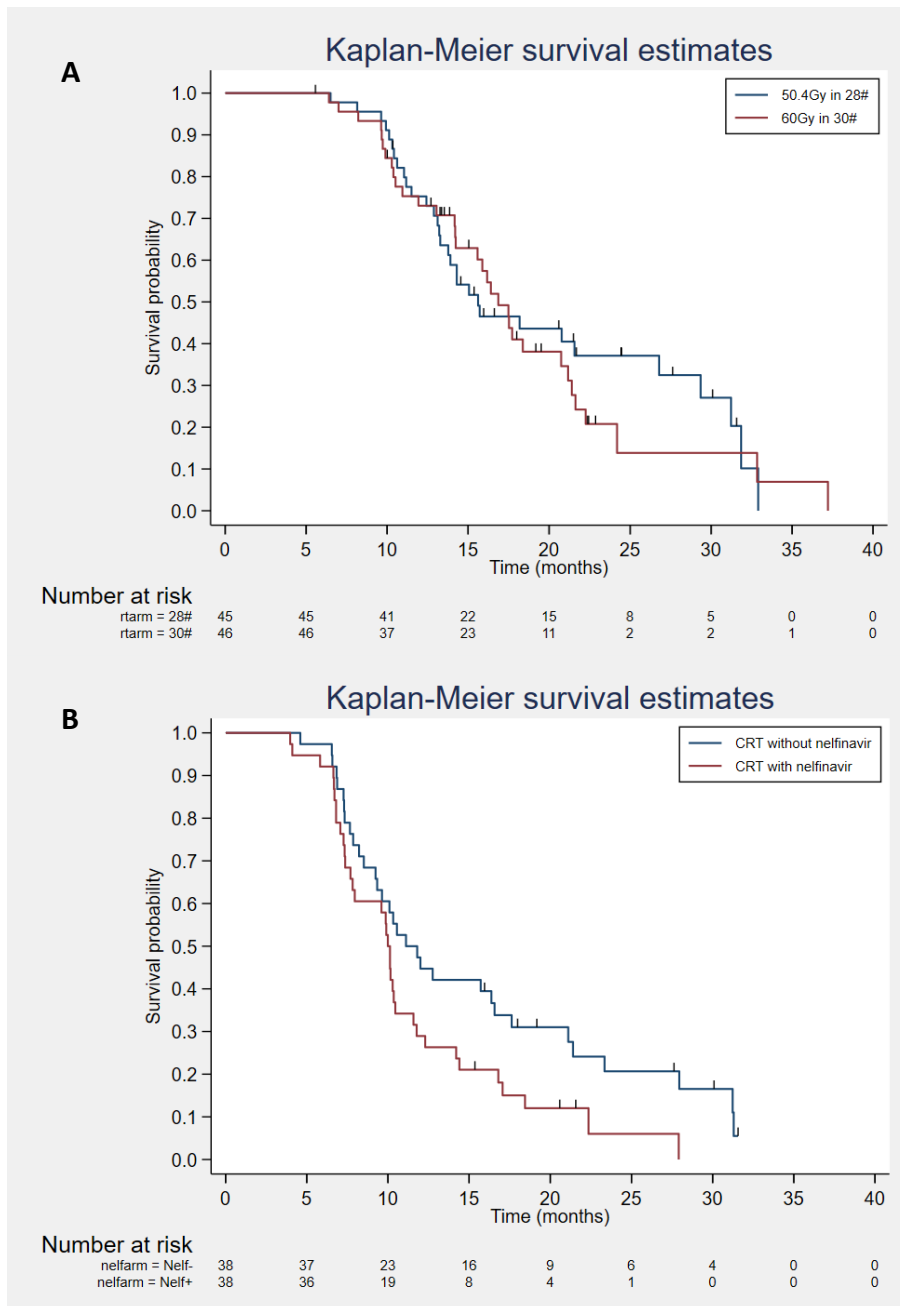 A
Kaplan-Meier survival estimates
50.4Gy in 28#
60Gy in 30#
Survival probability
1.0
0.9
0.8
0.7
0.6
0.5
0.4
0.3
0.2
0.1
0.0
0 5 10 15 20 25 30 35 40
Time (months)
Number at risk
rtarm = 28# 45 45 41 22 15 8 5 0 0
rtarm = 30# 46 46 37 23 11 2 2 1 0
B
Kaplan-Meier survival estimates
CRT without nelfinavir
CRT with nelfinavir
Survival probability
1.0
0.9
0.8
0.7
0.6
0.5
0.4
0.3
0.2
0.1
0.0
0 5 10 15 20 25 30 35 40
Time (months)
Number at risk
nelfarm = Nelf- 38 37 23 16 9 6 4 0 0
nelfarm = Nelf+ 38 36 19 8 4 1 0 0 0